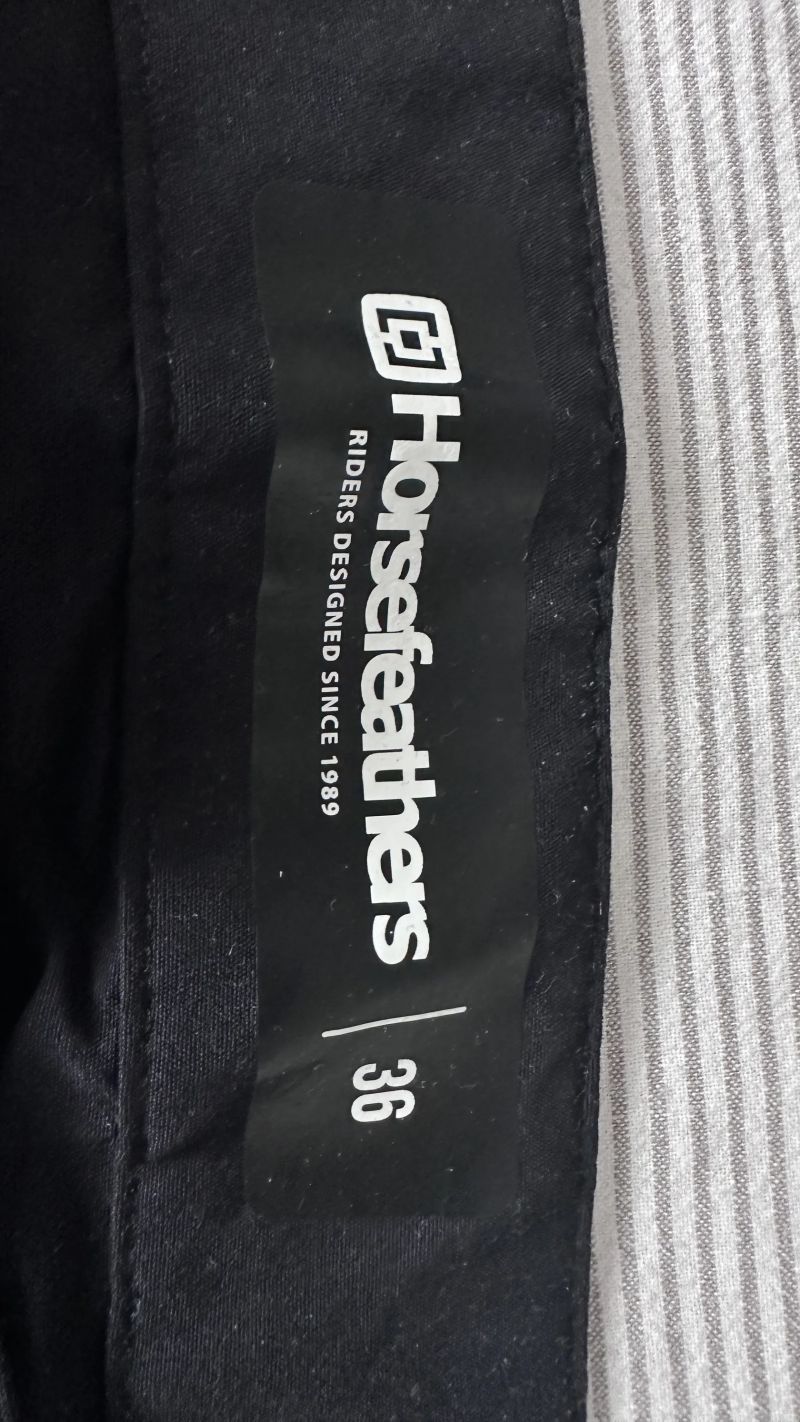 Horsefeathers / 36
RIDERS DESIGNED SINCE 1989